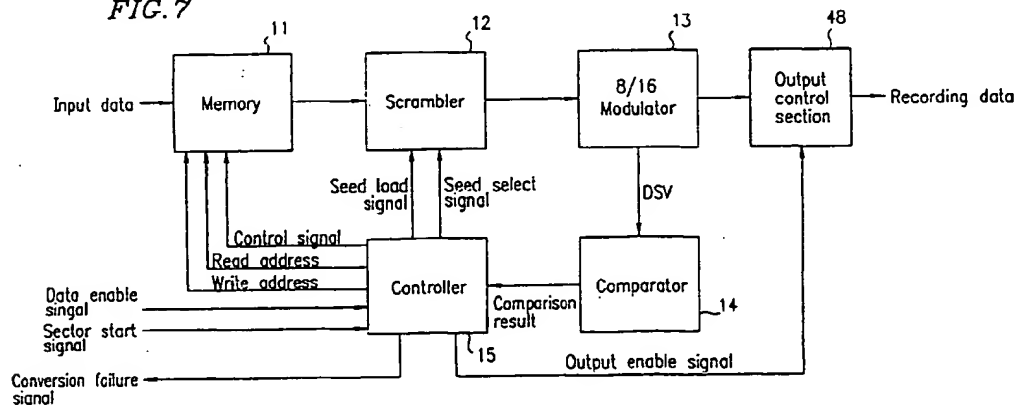 FIG.7
11
12
13
48
Input data
Memory
Scrambler
8/16
Modulator
Output
control
section
Recording data
Seed load
signal
Seed select
signal
DSV
Control signal
Read address
Write address
Controller
Comparison
result
Comparator
Data enable
singal
Sector start
signal
14
15
Output enable signal
Conversion failure
signal